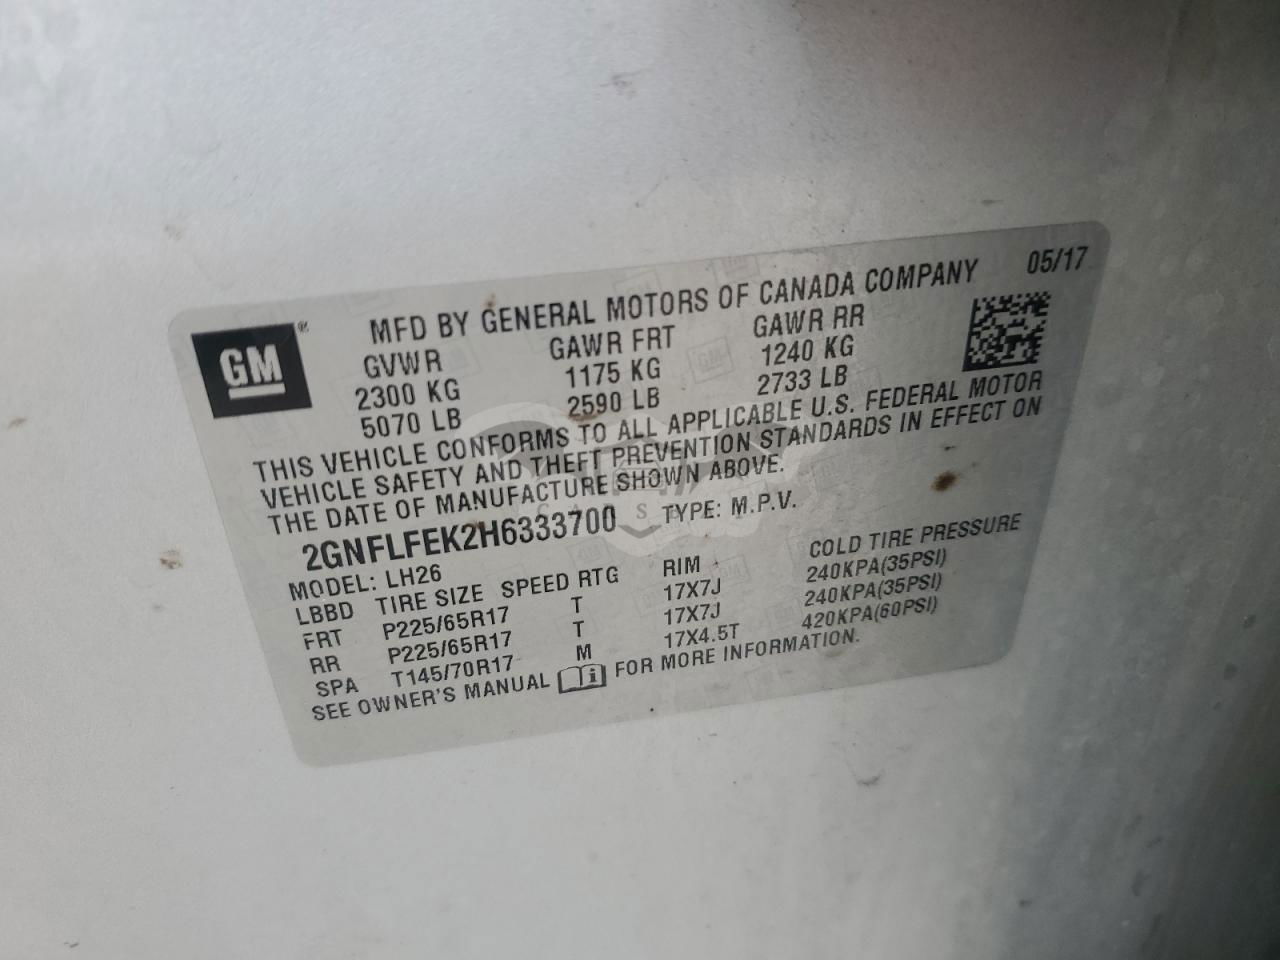 GM
MFD BY GENERAL MOTORS OF CANADA COMPANY 05/17
GVWR GAWR FRT GAWR RR
2300 KG 1175 KG 1240 KG
5070 LB 2590 LB 2733 LB
THIS VEHICLE CONFORMS TO ALL APPLICABLE U.S. FEDERAL MOTOR
VEHICLE SAFETY AND THEFT PREVENTION STANDARDS IN EFFECT ON
THE DATE OF MANUFACTURE SHOWN ABOVE.
2GNFLFEK2H6333700 TYPE: M.P.V.
MODEL: LH26
LBBD TIRE SIZE SPEED RTG RIM COLD TIRE PRESSURE
FRT P225/65R17 T 17X7J 240KPA(35PSI)
RR P225/65R17 T 17X7J 240KPA(35PSI)
SPA T145/70R17 M 17X4.5T 420KPA(60PSI)
SEE OWNER'S MANUAL i FOR MORE INFORMATION.